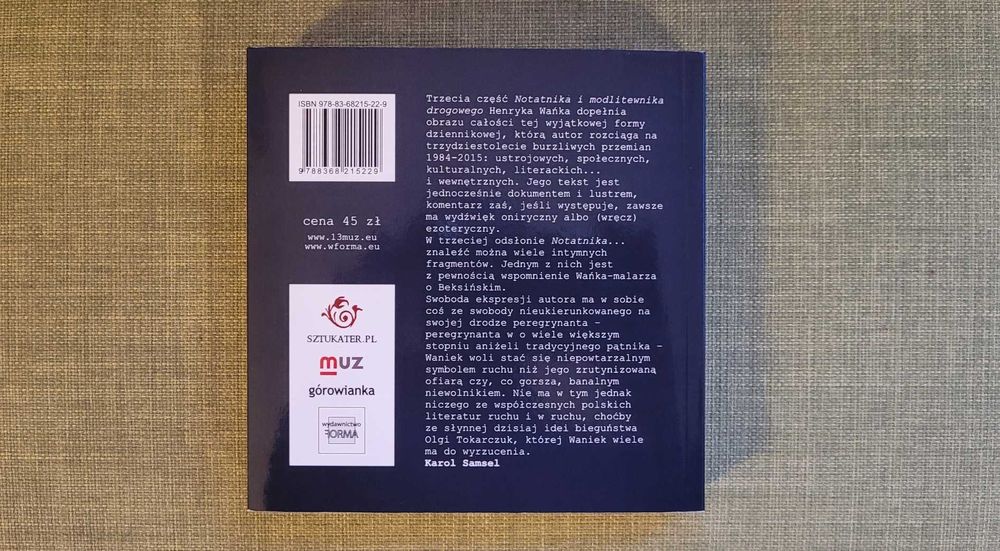 ISBN 978-83-68215-22-9
9 788368 215229
cena 45 zł
www.13muz.eu
www.wforma.eu
SZTUKATER.PL
muz
górowianka
wydawnictwo
FORMA
Trzecia część Notatnika i modlitewnika
drogowego Henryka Wańka dopełnia
obrazu całości tej wyjątkowej formy
dziennikowej, którą autor rozciąga na
trzydziestolecie burzliwych przemian
1984-2015: ustrojowych, społecznych,
kulturalnych, literackich...
i wewnętrznych. Jego tekst jest
jednocześnie dokumentem i lustrem,
komentarz zaś, jeśli występuje, zawsze
ma wydźwięk oniryczny albo (wręcz)
ezoteryczny.
W trzeciej odsłonie Notatnika...
znaleźć można wiele intymnych
fragmentów. Jednym z nich jest
z pewnością wspomnienie Wańka-malarza
o Beksińskim.
Swoboda ekspresji autora ma w sobie
coś ze swobody nieukierunkowanego na
swojej drodze peregrynanta –
peregrynanta w o wiele większym
stopniu aniżeli tradycyjnego pątnika –
Waniek woli stać się niepowtarzalnym
symbolem ruchu niż jego zrutynizowaną
ofiarą czy, co gorsza, banalnym
niewolnikiem. Nie ma w tym jednak
niczego ze współczesnych polskich
literatur ruchu i w ruchu, choćby
ze słynnej dzisiaj idei bieguństwa
Olgi Tokarczuk, której Waniek wiele
ma do wyrzucenia.
Karol Samsel